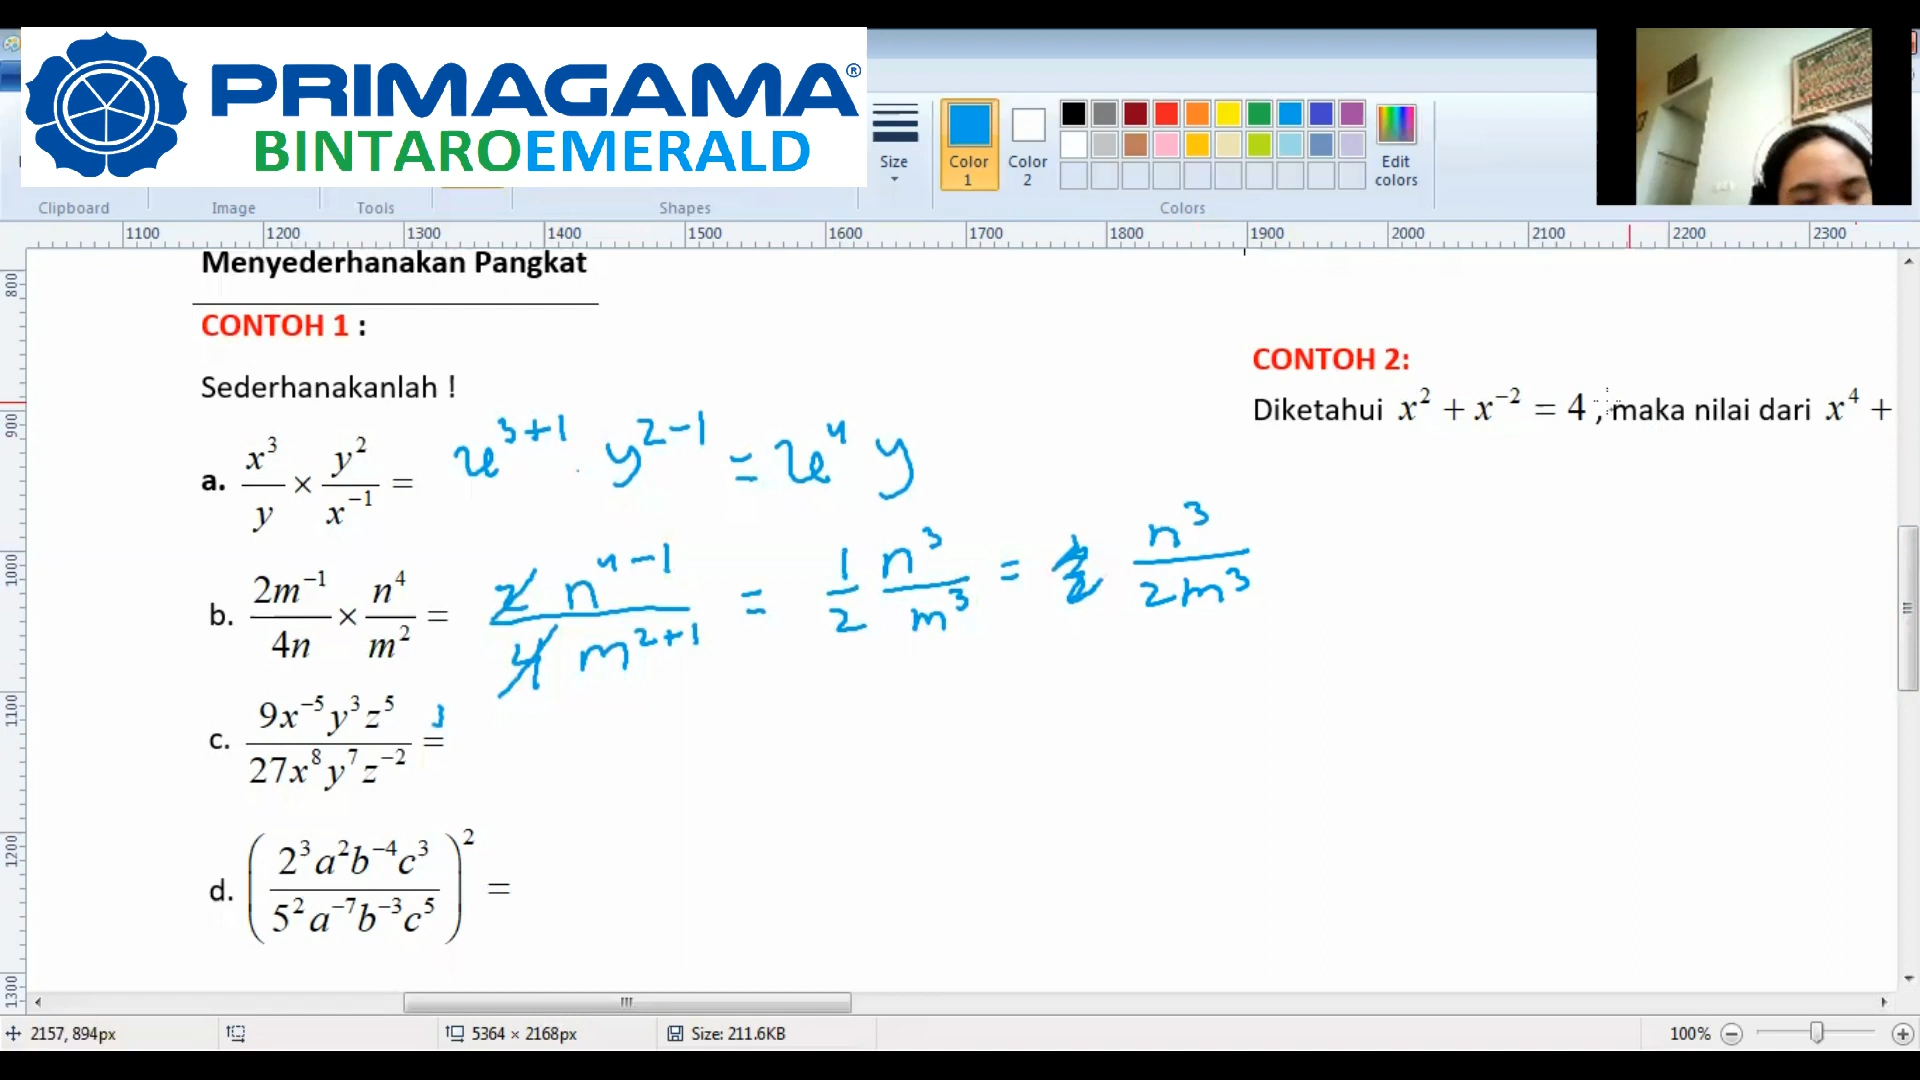 PRIMAGAMA®
BINTAROEMERALD
Size
Color 1
Color 2
Edit colors
Clipboard
Image
Tools
Shapes
Colors
1100 1200 1300 1400 1500 1600 1700 1800 1900 2000 2100 2200 2300
800
900
1000
1100
1200
1300
Menyederhanakan Pangkat
CONTOH 1 :
Sederhanakanlah !
a. x³/y × y²/x⁻¹ = x³⁺¹ · y²⁻¹ = x⁴ y
b. 2m⁻¹/4n × n⁴/m² = 2 n⁴⁻¹/4 m²⁺¹ = 1/2 n³/m³ = n³/2m³
c. 9x⁻⁵y³z⁵/27x⁸y⁷z⁻² =
d. (2³a²b⁻⁴c³/5²a⁻⁷b⁻³c⁵)² =
CONTOH 2:
Diketahui x² + x⁻² = 4 , maka nilai dari x⁴ +
2157, 894px
5364 × 2168px
Size: 211.6KB
100%